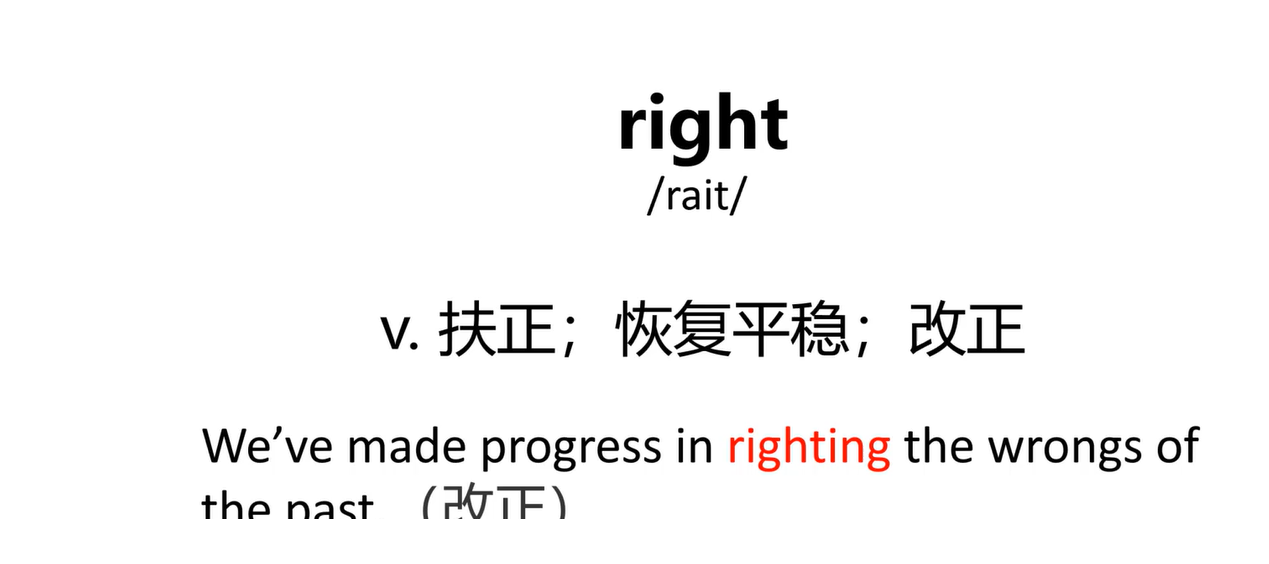 right
/rait/
v. 扶正；恢复平稳；改正
We’ve made progress in righting the wrongs of
the past.（改正）